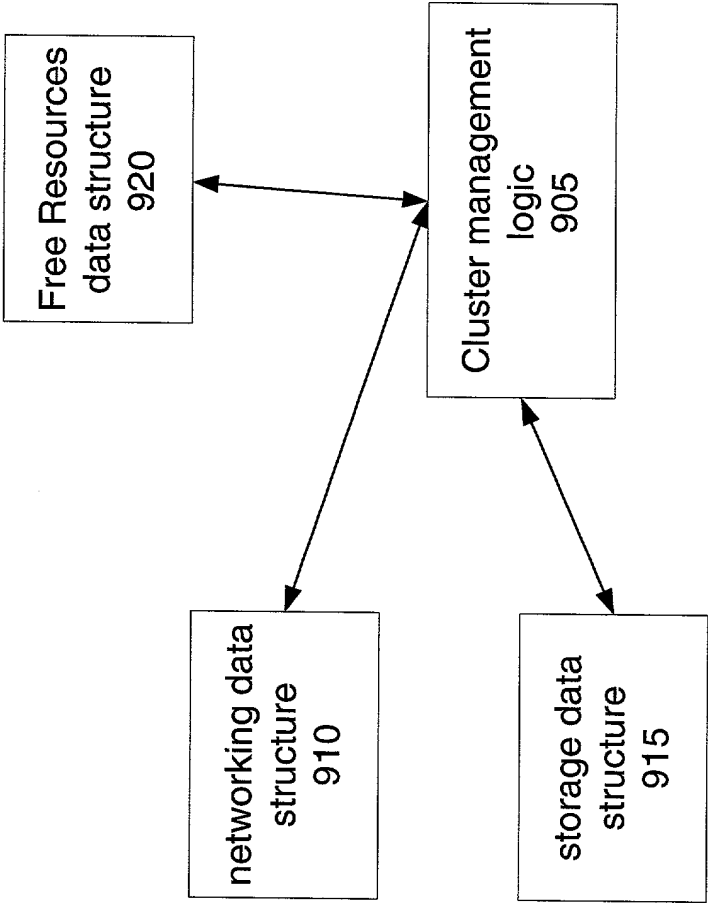 Free Resources
data structure
920
Cluster management
logic
905
networking data
structure
910
storage data
structure
915